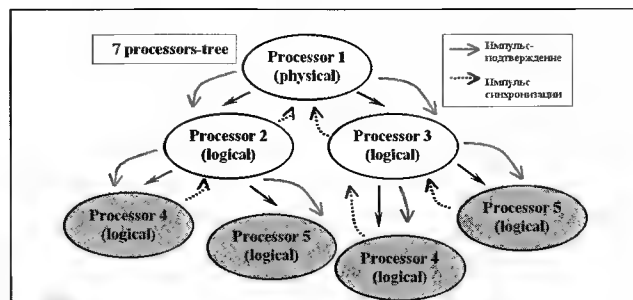 7 processors-tree
Processor 1
(physical)
Импульс-
подтверждение
Импульс
синхронизации
Processor 2
(logical)
Processor 3
(logical)
Processor 4
(logical)
Processor 5
(logical)
Processor 4
(logical)
Processor 5
(logical)